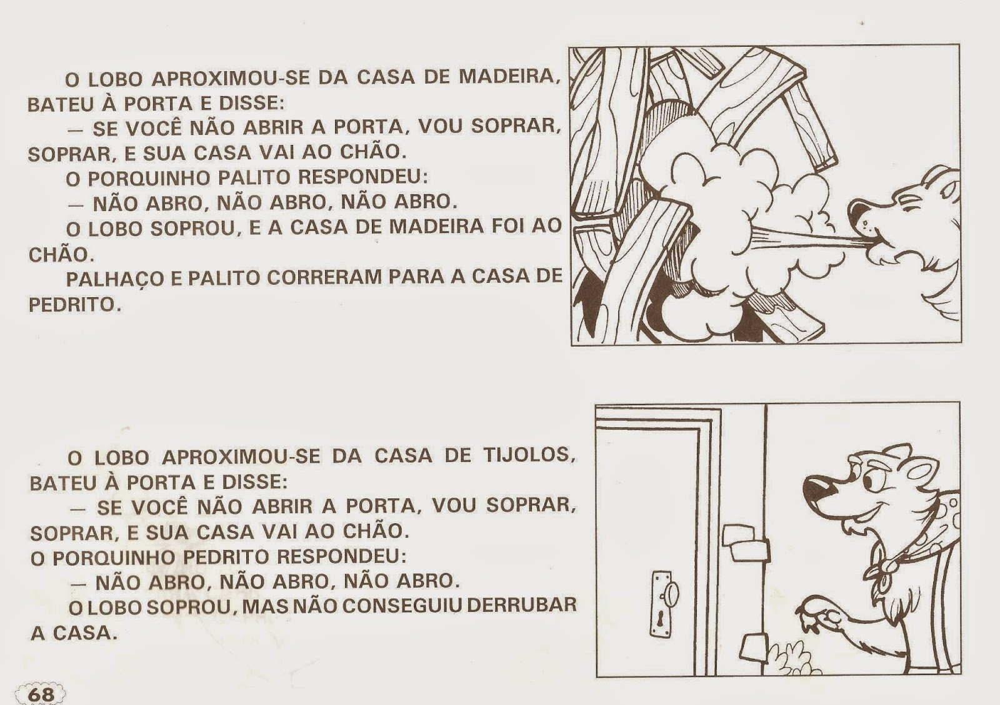 O LOBO APROXIMOU-SE DA CASA DE MADEIRA,
BATEU À PORTA E DISSE:
— SE VOCÊ NÃO ABRIR A PORTA, VOU SOPRAR,
SOPRAR, E SUA CASA VAI AO CHÃO.
O PORQUINHO PALITO RESPONDEU:
— NÃO ABRO, NÃO ABRO, NÃO ABRO.
O LOBO SOPROU, E A CASA DE MADEIRA FOI AO
CHÃO.
PALHAÇO E PALITO CORRERAM PARA A CASA DE
PEDRITO.
O LOBO APROXIMOU-SE DA CASA DE TIJOLOS,
BATEU À PORTA E DISSE:
— SE VOCÊ NÃO ABRIR A PORTA, VOU SOPRAR,
SOPRAR, E SUA CASA VAI AO CHÃO.
O PORQUINHO PEDRITO RESPONDEU:
— NÃO ABRO, NÃO ABRO, NÃO ABRO.
O LOBO SOPROU, MAS NÃO CONSEGUIU DERRUBAR
A CASA.
68